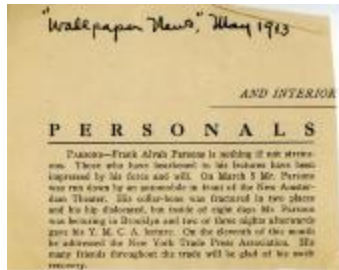 "Wallpaper News", May 1913
AND INTERIOR
PERSONALS
PARSONS—Frank Alvah Parsons is nothing if not strenu-
ous. Those who have hearkened to his lectures have been
impressed by his force and will. On March 5 Mr. Parsons
was run down by an automobile in front of the New Amster-
dam Theater. His collar-bone was fractured in two places
and his hip dislocated, but inside of eight days Mr. Parsons
was lecturing in Brooklyn and two or three nights afterwards
gave his Y. M. C. A. lecture. On the eleventh of this month
he addressed the New York Trade Press Association. His
many friends throughout the trade will be glad of his swift
recovery.